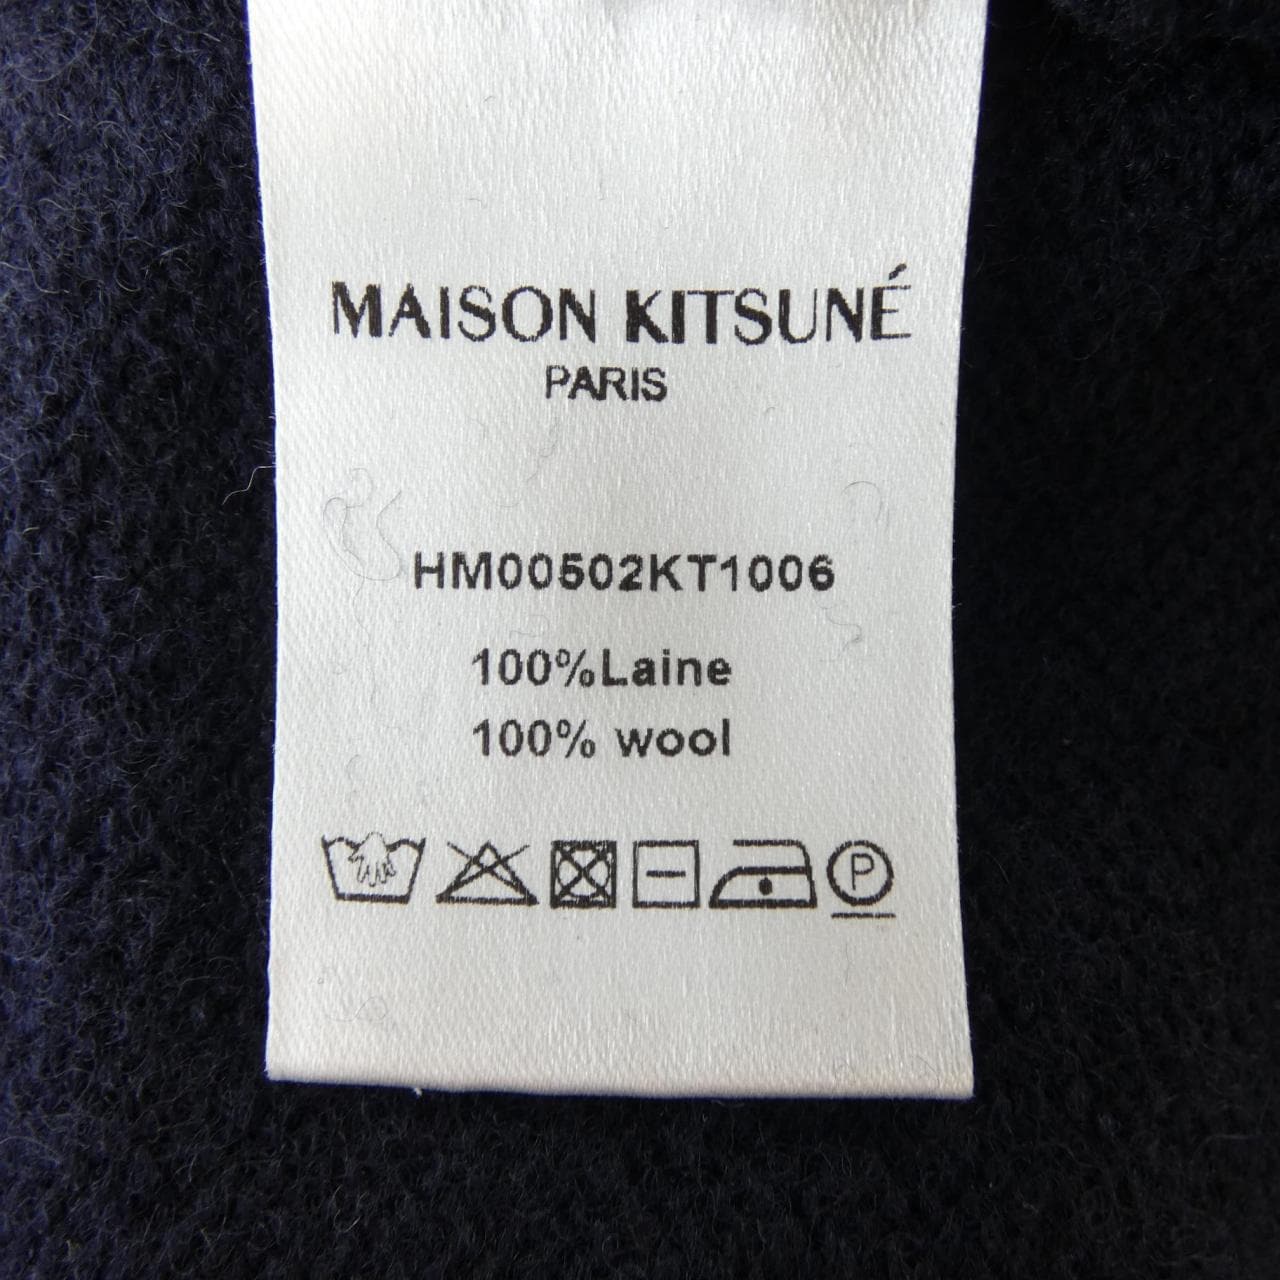 MAISON KITSUNÉ
PARIS
HM00502KT1006
100%Laine
100% wool
P